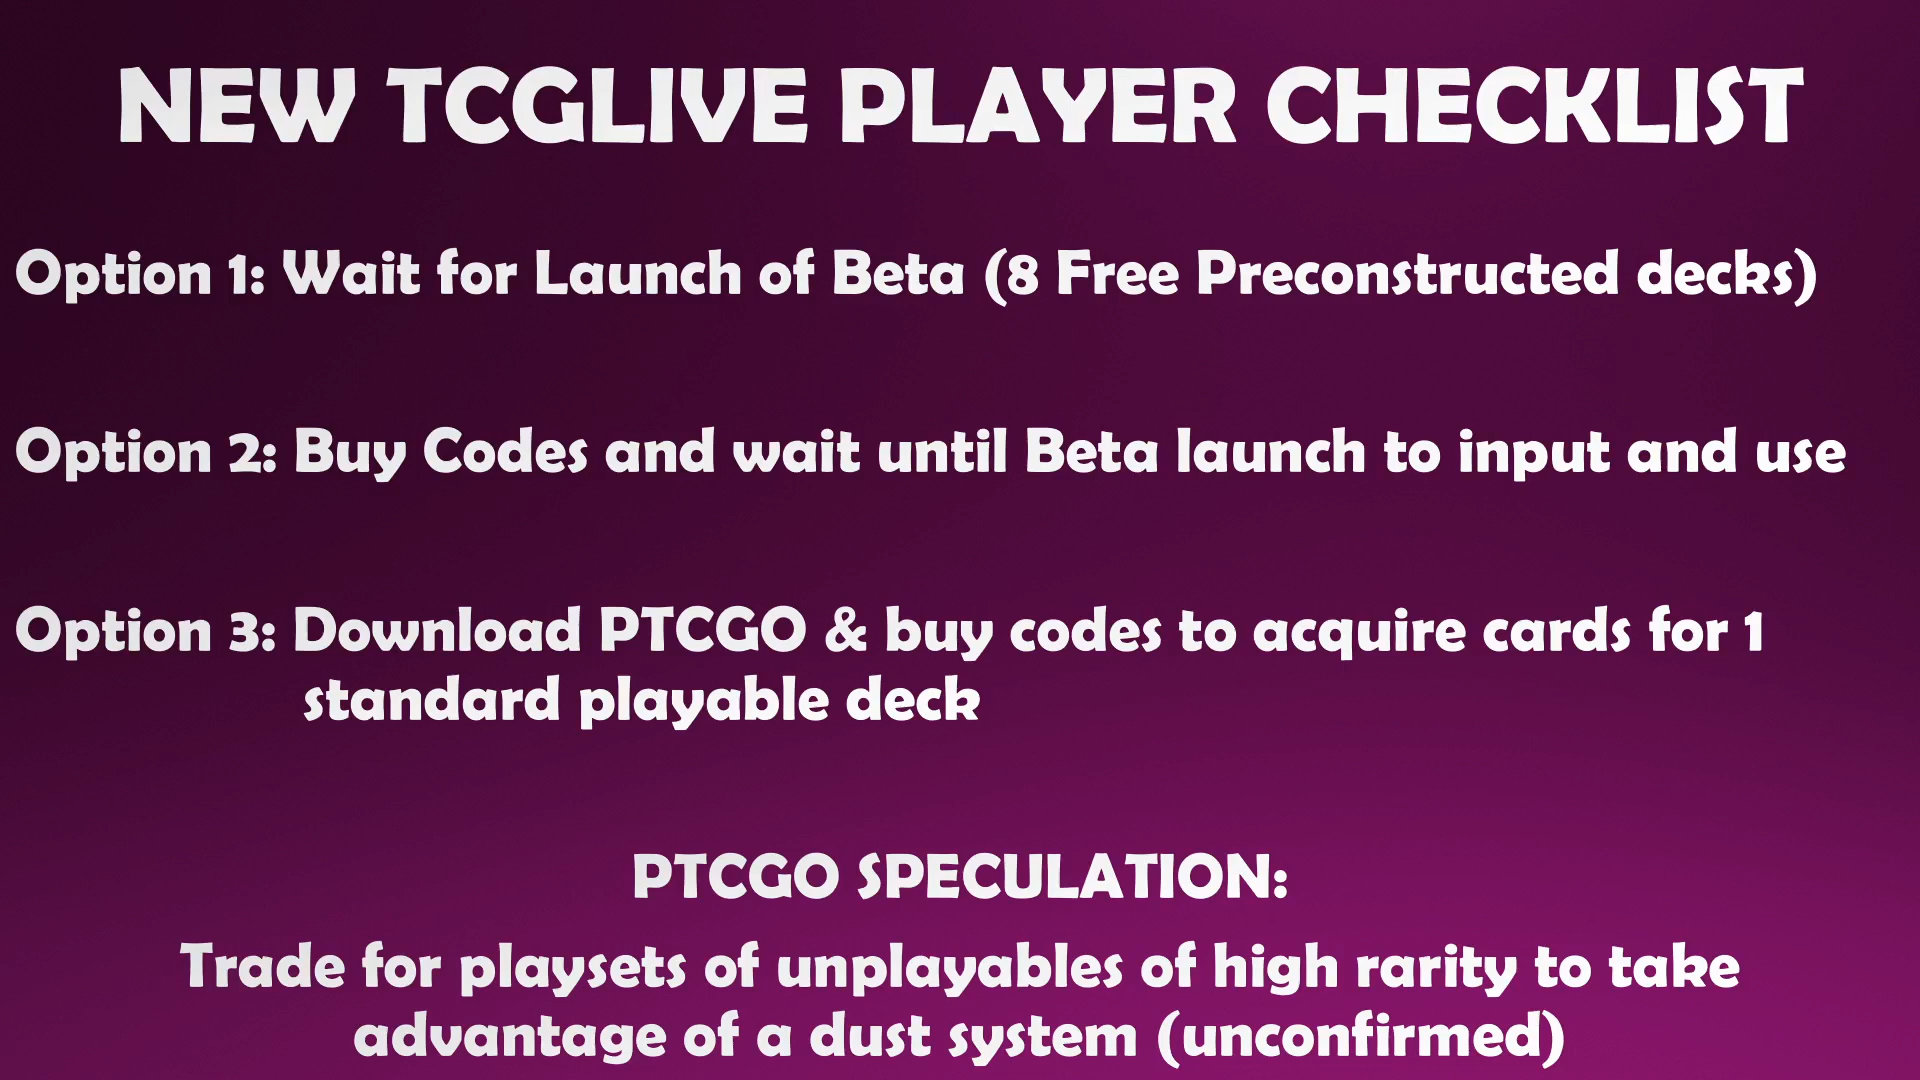 NEW TCGLIVE PLAYER CHECKLIST
Option 1: Wait for Launch of Beta (8 Free Preconstructed decks)
Option 2: Buy Codes and wait until Beta launch to input and use
Option 3: Download PTCGO & buy codes to acquire cards for 1
standard playable deck
PTCGO SPECULATION:
Trade for playsets of unplayables of high rarity to take
advantage of a dust system (unconfirmed)